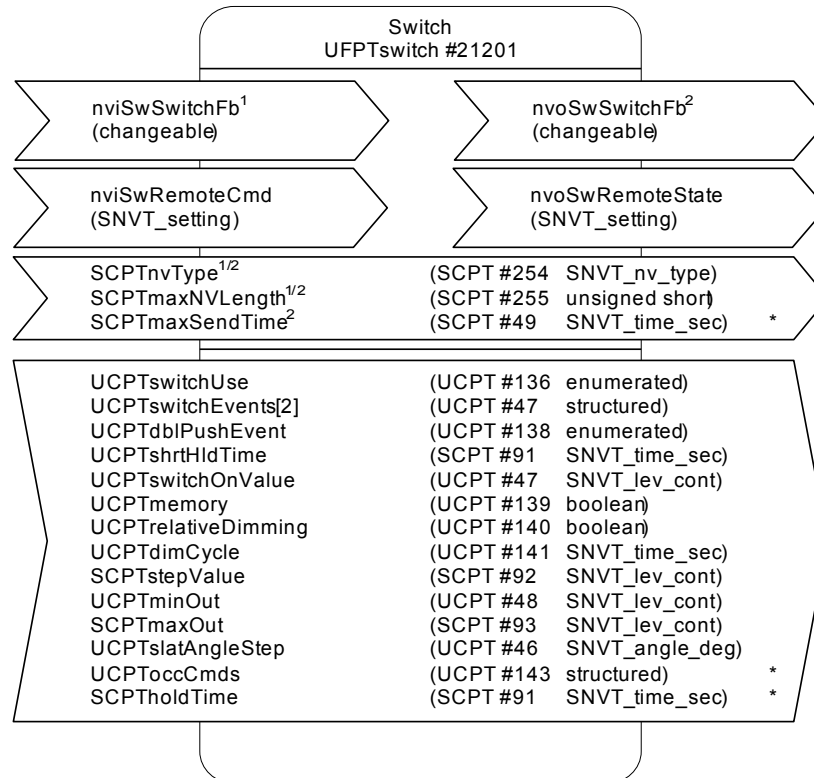 Switch
UFPTswitch #21201
nviSwSwitchFb1 nvoSwSwitchFb2
(changeable) (changeable)
nviSwRemoteCmd nvoSwRemoteState
(SNVT_setting) (SNVT_setting)
SCPTnvType1/2 (SCPT #254 SNVT_nv_type)
SCPTmaxNVLength1/2 (SCPT #255 unsigned short)
SCPTmaxSendTime2 (SCPT #49 SNVT_time_sec) *
UCPTswitchUse (UCPT #136 enumerated)
UCPTswitchEvents[2] (UCPT #47 structured)
UCPTdblPushEvent (UCPT #138 enumerated)
UCPTshrtHldTime (SCPT #91 SNVT_time_sec)
UCPTswitchOnValue (UCPT #47 SNVT_lev_cont)
UCPTmemory (UCPT #139 boolean)
UCPTrelativeDimming (UCPT #140 boolean)
UCPTdimCycle (UCPT #141 SNVT_time_sec)
SCPTstepValue (SCPT #92 SNVT_lev_cont)
UCPTminOut (UCPT #48 SNVT_lev_cont)
SCPTmaxOut (SCPT #93 SNVT_lev_cont)
UCPTslatAngleStep (UCPT #46 SNVT_angle_deg)
UCPToccCmds (UCPT #143 structured) *
SCPTholdTime (SCPT #91 SNVT_time_sec) *